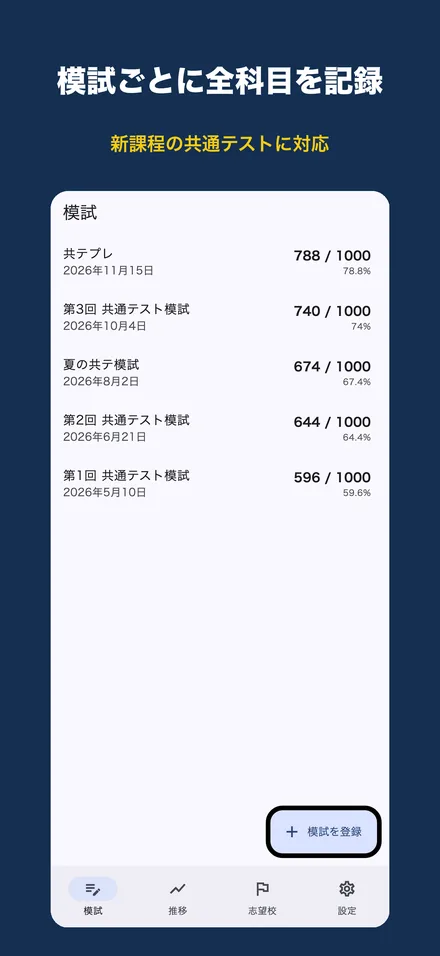 模試ごとに全科目を記録
新課程の共通テストに対応
模試
共テプレ
788 / 1000
2026年11月15日
78.8%
第3回 共通テスト模試
740 / 1000
2026年10月4日
74%
夏の共テ模試
674 / 1000
2026年8月2日
67.4%
第2回 共通テスト模試
644 / 1000
2026年6月21日
64.4%
第1回 共通テスト模試
596 / 1000
2026年5月10日
59.6%
+ 模試を登録
模試
推移
志望校
設定